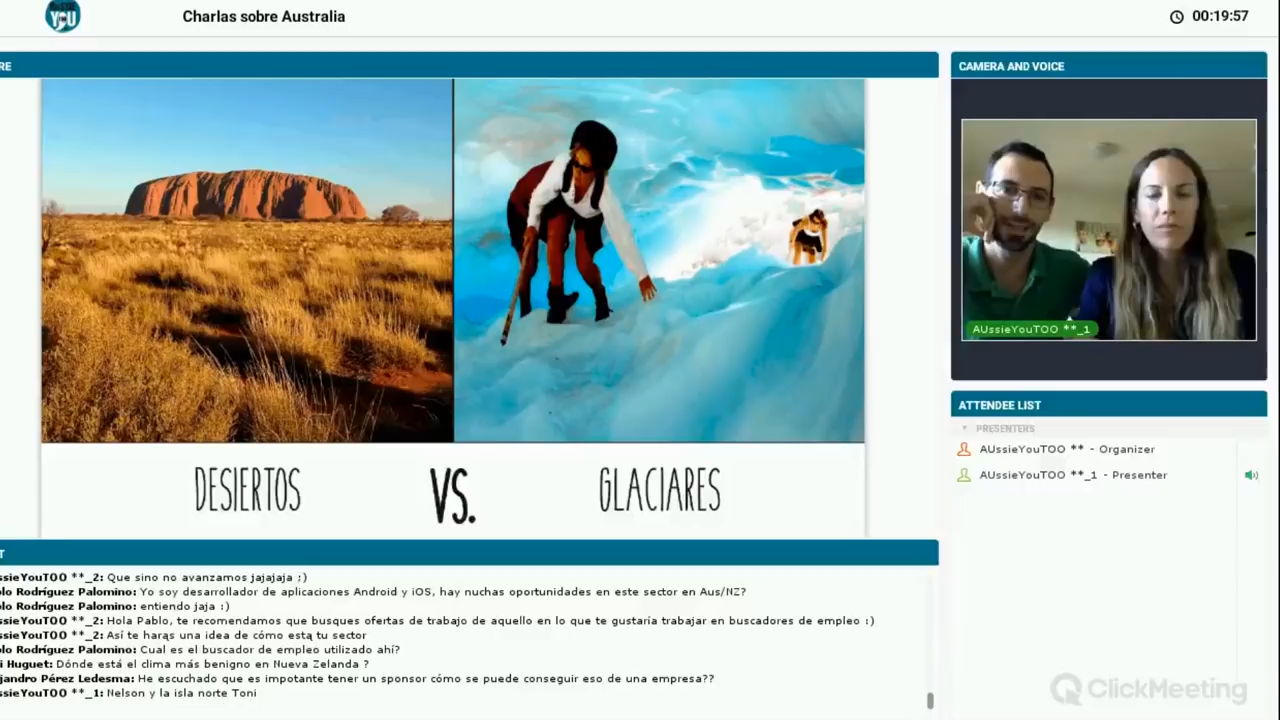 YOU
Charlas sobre Australia
00:19:57
RE
CAMERA AND VOICE
AUssieYouTOO **_1
ATTENDEE LIST
PRESENTERS
AUssieYouTOO ** - Organizer
AUssieYouTOO **_1 - Presenter
DESIERTOS VS. GLACIARES
T
ssieYouTOO **_2: Que sino no avanzamos jajajaja ;)
lo Rodríguez Palomino: Yo soy desarrollador de aplicaciones Android y iOS, hay nuchas oportunidades en este sector en Aus/NZ?
lo Rodríguez Palomino: entiendo jaja :)
ssieYouTOO **_2: Hola Pablo, te recomendamos que busques ofertas de trabajo de aquello en lo que te gustaría trabajar en buscadores de empleo :)
ssieYouTOO **_2: Así te harás una idea de cómo está tu sector
lo Rodríguez Palomino: Cual es el buscador de empleo utilizado ahí?
i Huguet: Dónde está el clima más benigno en Nueva Zelanda ?
jandro Pérez Ledesma: He escuchado que es impotante tener un sponsor cómo se puede conseguir eso de una empresa??
ssieYouTOO **_1: Nelson y la isla norte Toni
ClickMeeting